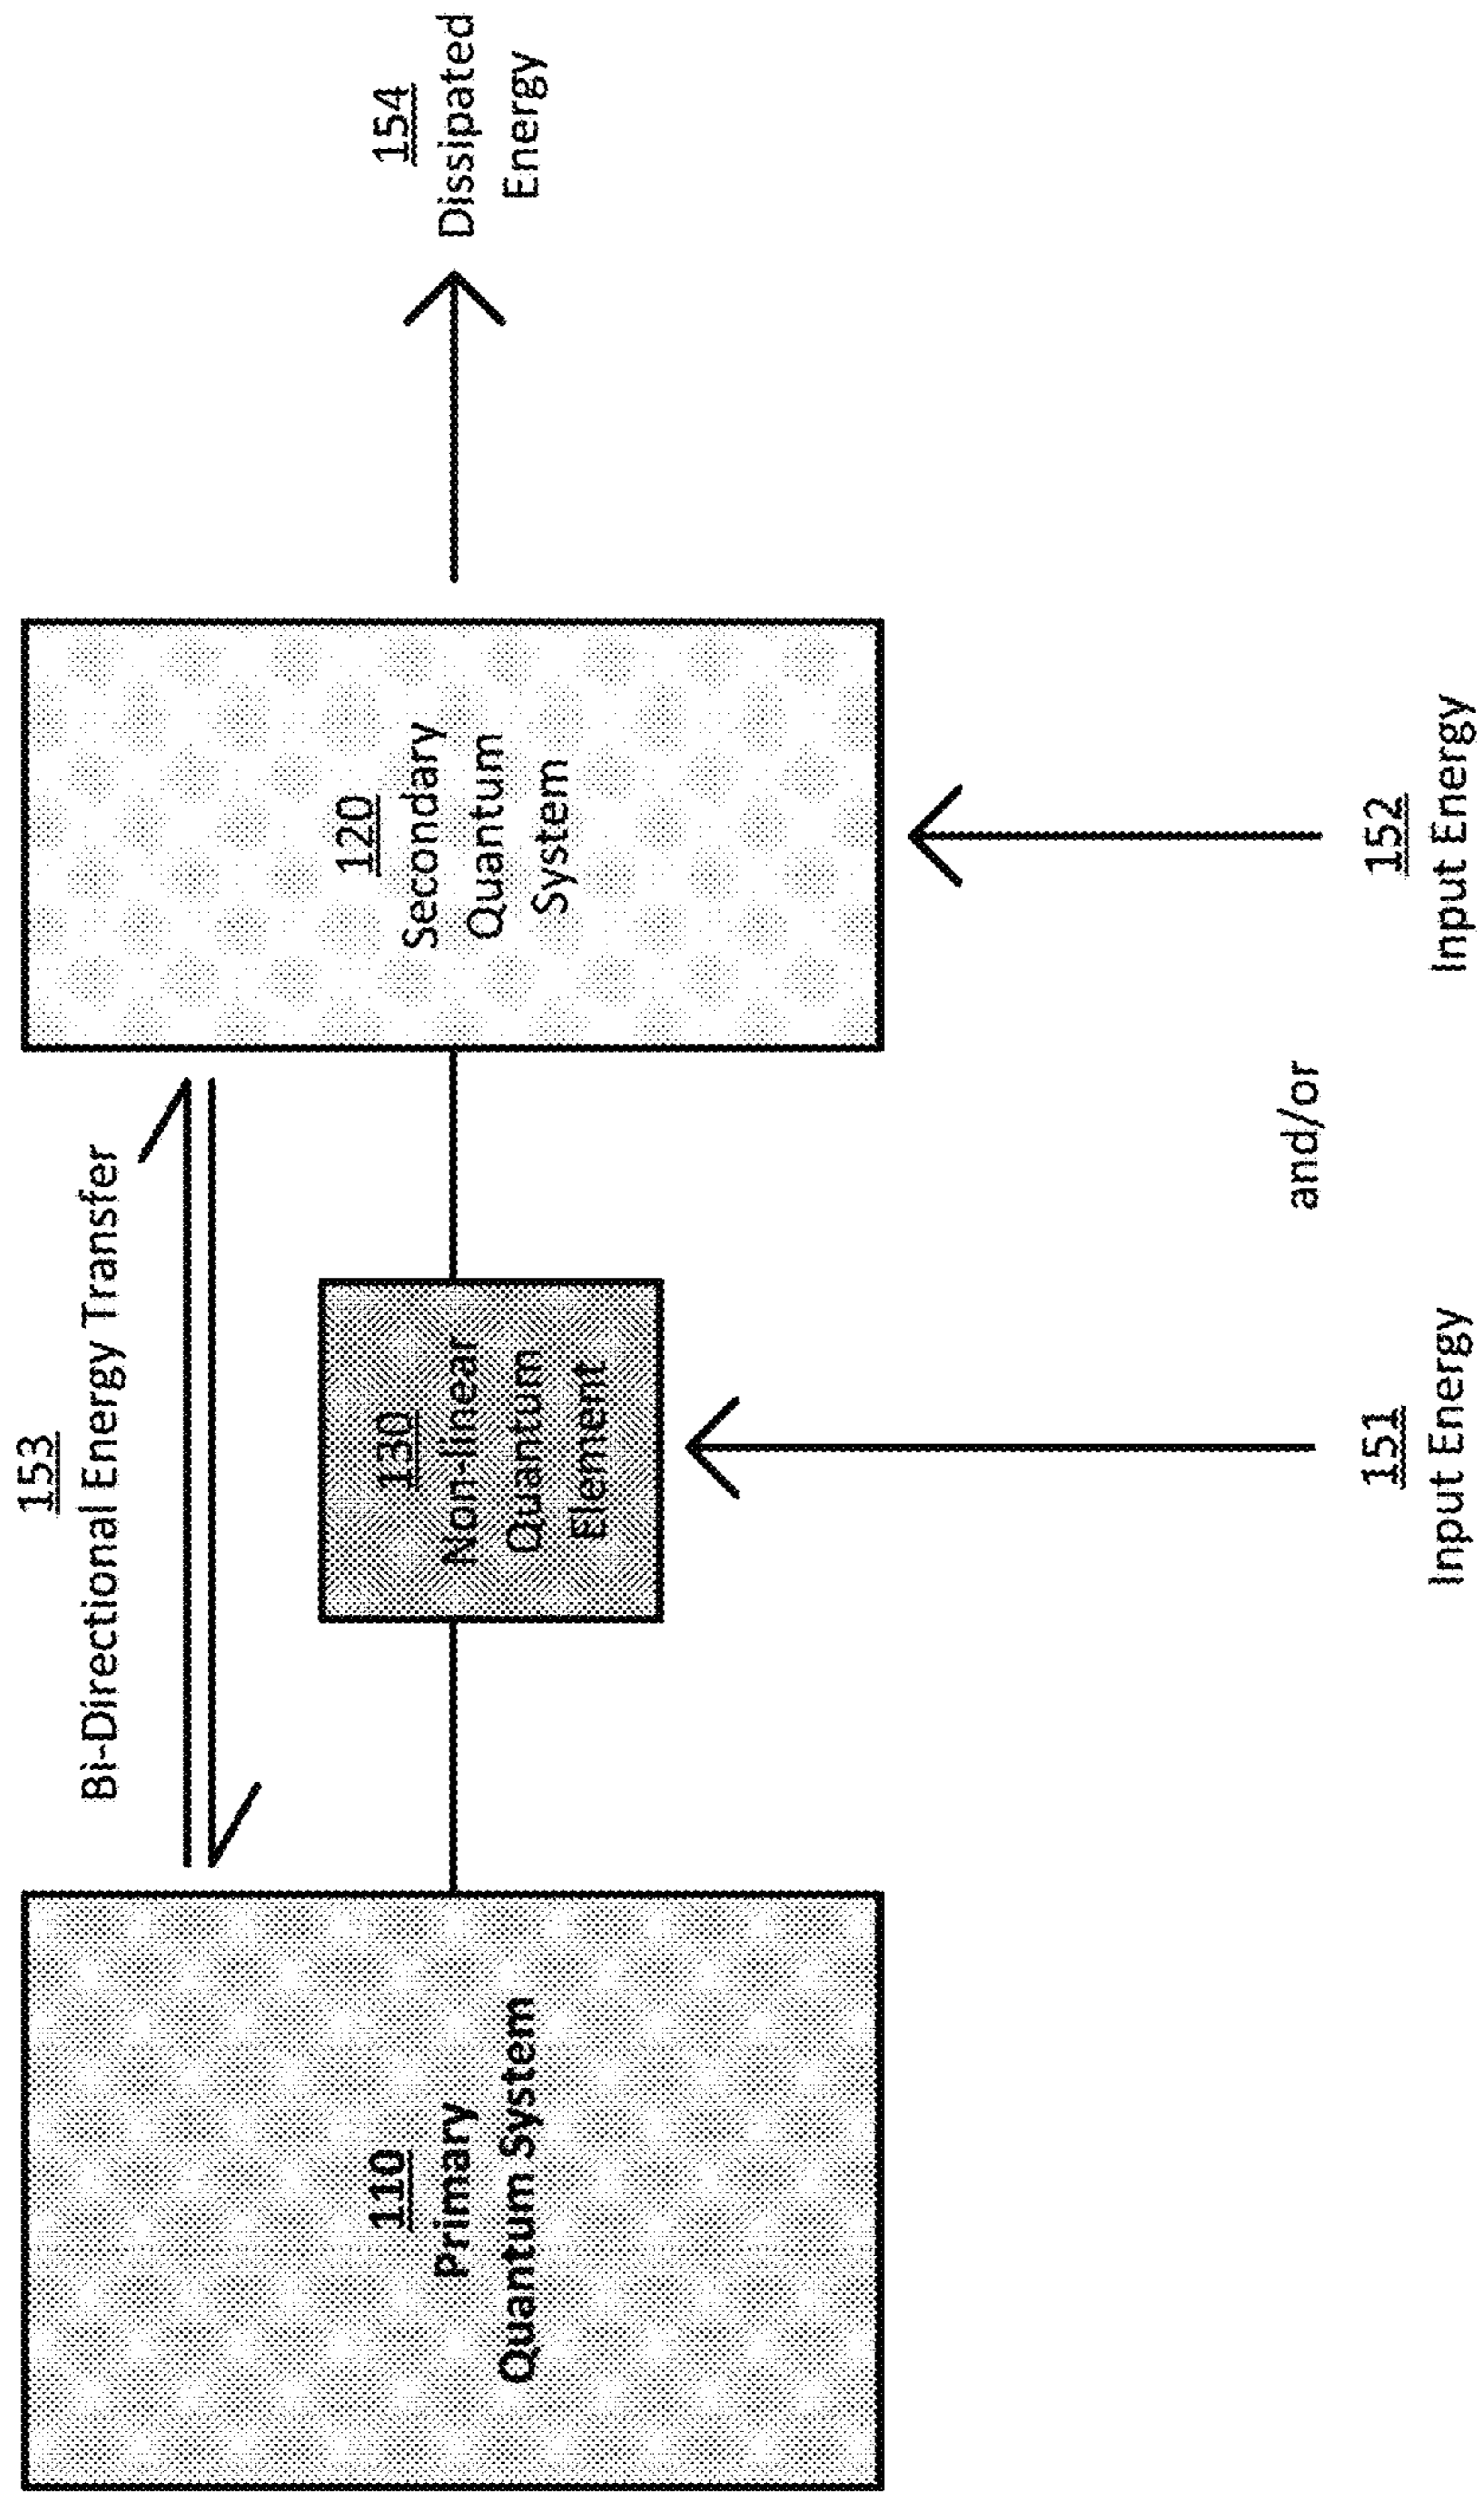 153
Bi-Directional Energy Transfer
110
Primary
Quantum System
130
Non-linear
Quantum
Element
120
Secondary
Quantum
System
154
Dissipated
Energy
and/or
151
Input Energy
152
Input Energy